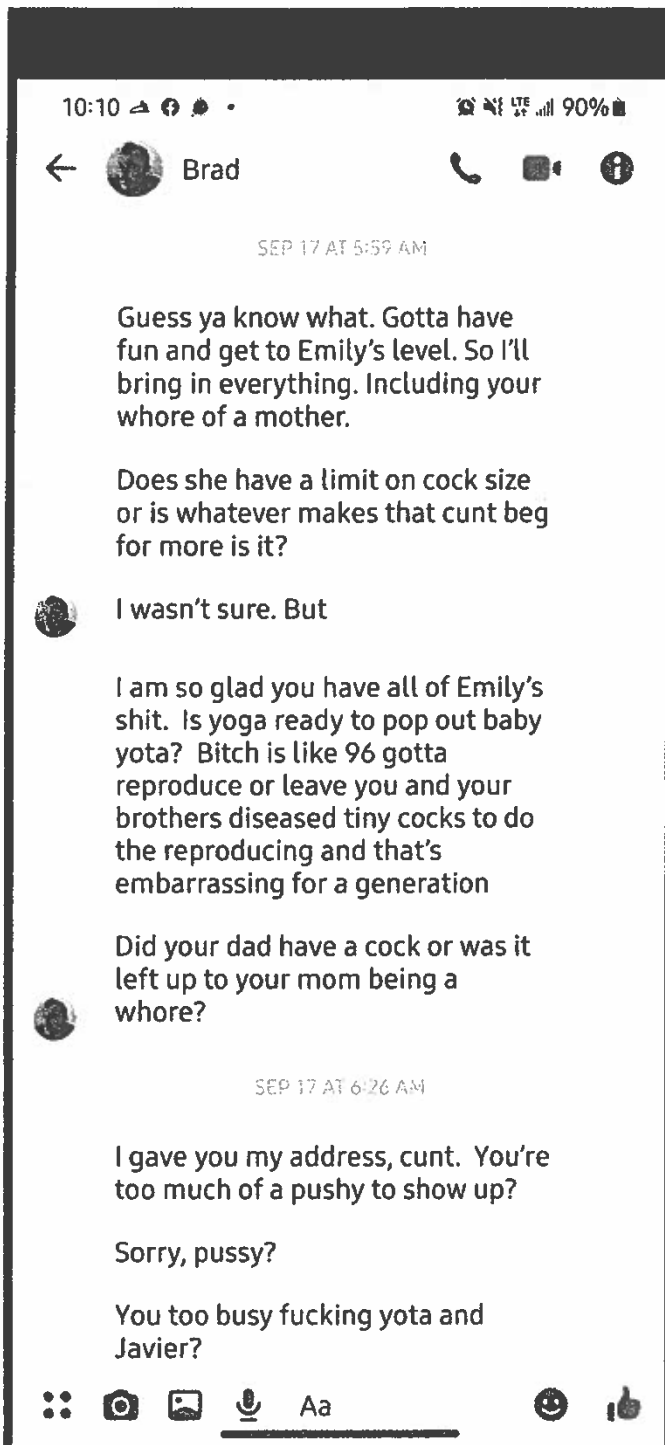 10:10
LTE
90%
Brad
SEP 17 AT 5:59 AM
Guess ya know what. Gotta have
fun and get to Emily's level. So I'll
bring in everything. Including your
whore of a mother.
Does she have a limit on cock size
or is whatever makes that cunt beg
for more is it?
I wasn't sure. But
I am so glad you have all of Emily's
shit. Is yoga ready to pop out baby
yota? Bitch is like 96 gotta
reproduce or leave you and your
brothers diseased tiny cocks to do
the reproducing and that's
embarrassing for a generation
Did your dad have a cock or was it
left up to your mom being a
whore?
SEP 17 AT 6:26 AM
I gave you my address, cunt. You're
too much of a pushy to show up?
Sorry, pussy?
You too busy fucking yota and
Javier?
Aa